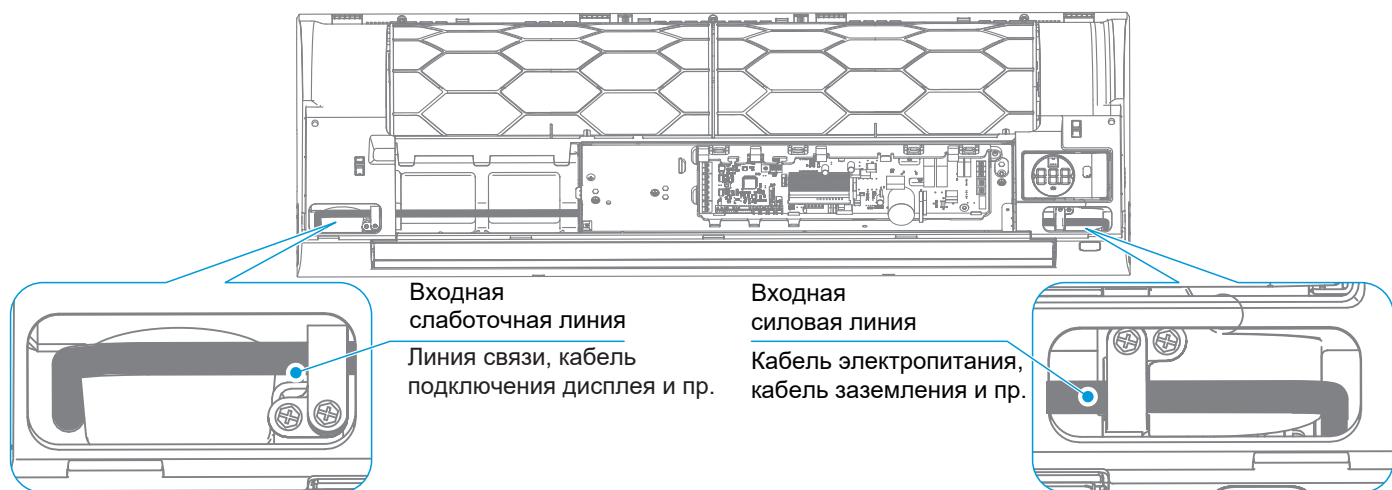 Входная
слаботочная линия
Линия связи, кабель
подключения дисплея и пр.
Входная
силовая линия
Кабель электропитания,
кабель заземления и пр.